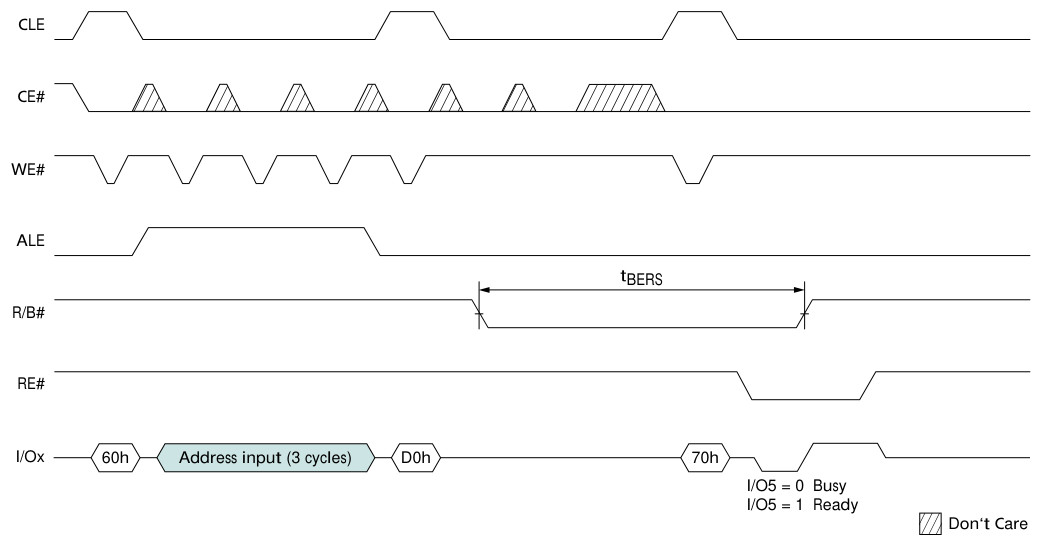 CLE
CE#
WE#
ALE
tBERS
R/B#
RE#
I/Ox
60h
Address input (3 cycles)
D0h
70h
I/O5 = 0 Busy
I/O5 = 1 Ready
Don't Care